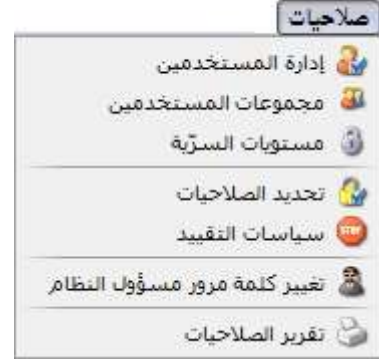 صلاحيات
إدارة المستخدمين
مجموعات المستخدمين
مستويات السرّية
تحديد الصلاحيات
سياسات التقييد
تغيير كلمة مرور مسؤول النظام
تقرير الصلاحيات